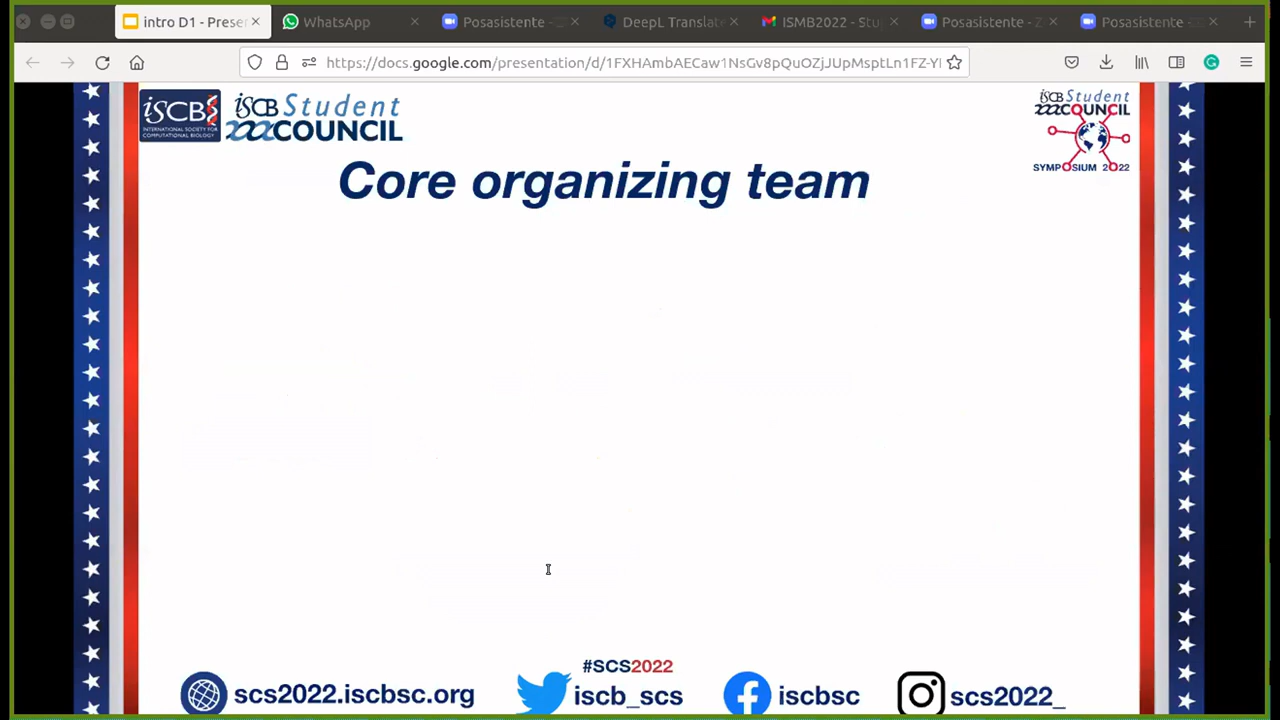 intro D1 - Prese
WhatsApp
Posasistente -
DeepL Translat
ISMB2022 - Stu
Posasistente - Z
Posasistente -
https://docs.google.com/presentation/d/1FXHAmbAECaw1NsGv8pQuOZjJUpMsptLn1FZ-Y
iSCB
INTERNATIONAL SOCIETY FOR
COMPUTATIONAL BIOLOGY
iSCB Student
COUNCIL
iSCB Student
COUNCIL
SYMPOSIUM 2022
Core organizing team
#SCS2022
scs2022.iscbsc.org
iscb_scs
iscbsc
scs2022_